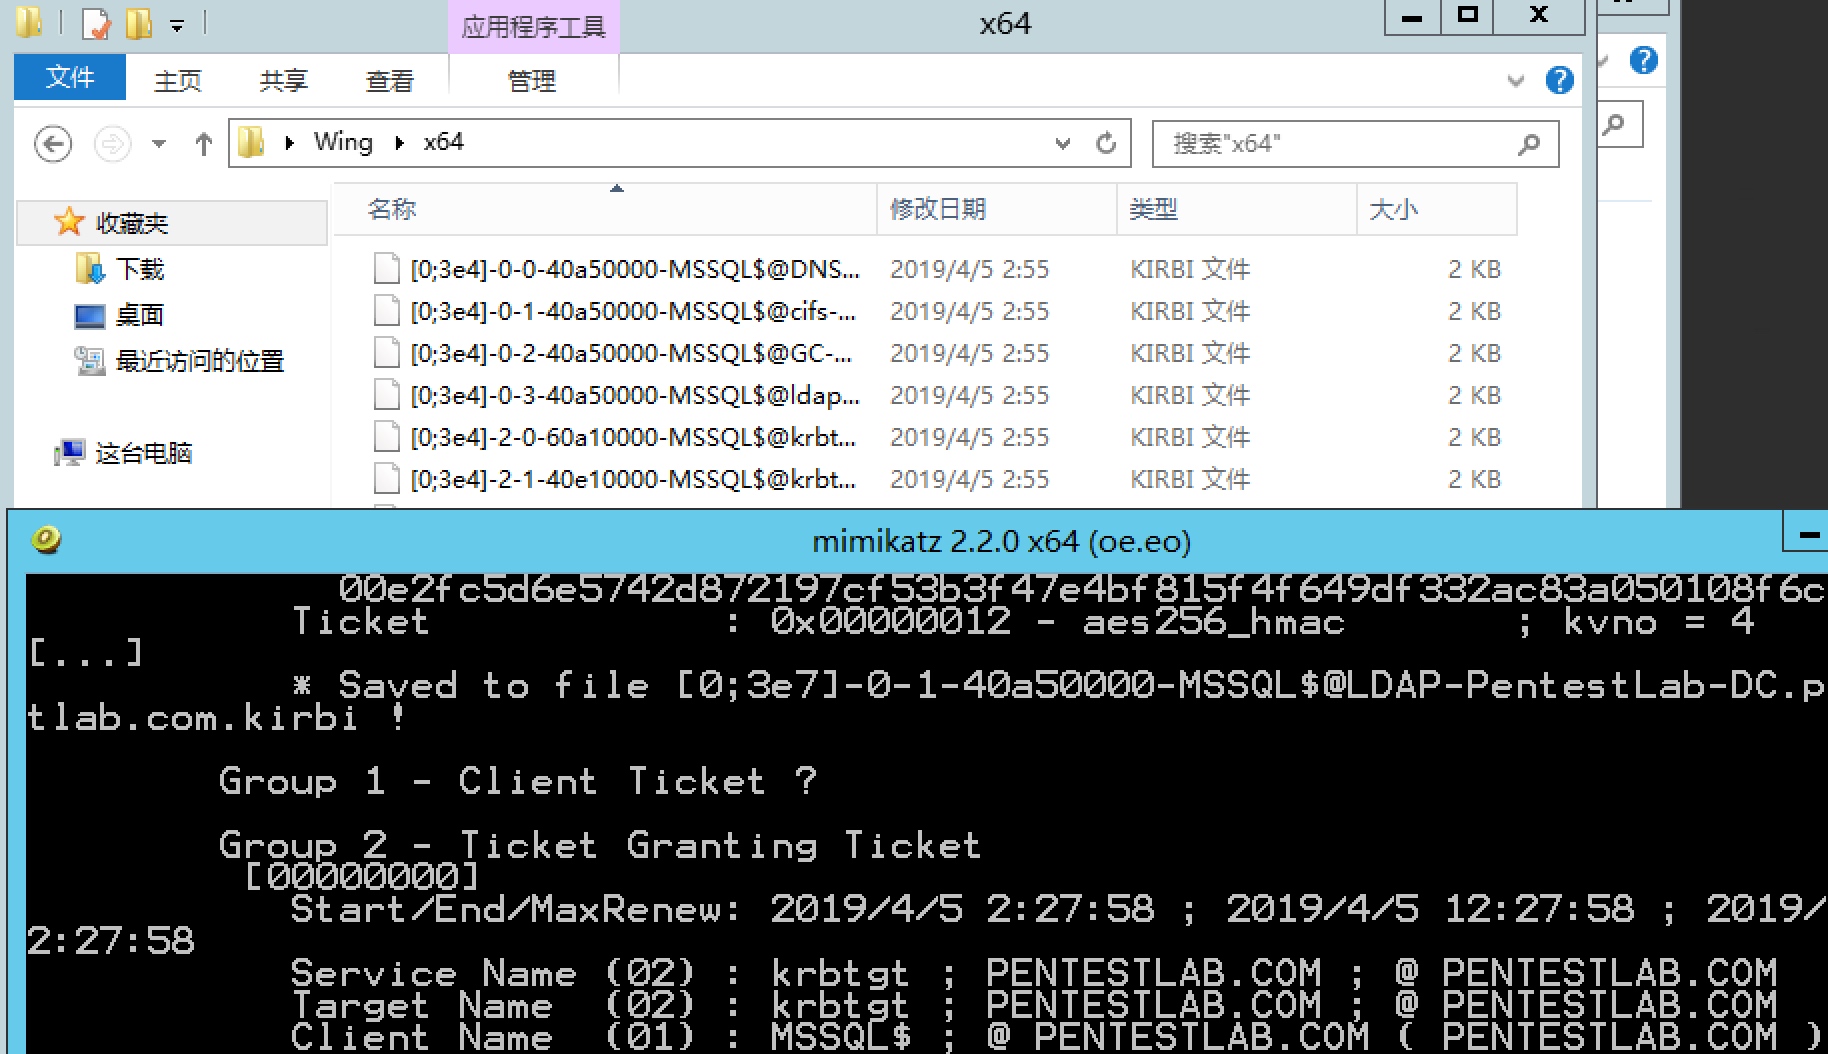 应用程序工具
x64
文件 主页 共享 查看 管理
Wing x64
搜索"x64"
名称 修改日期 类型 大小
收藏夹
下载
桌面
最近访问的位置
这台电脑
[0;3e4]-0-0-40a50000-MSSQL$@DNS... 2019/4/5 2:55 KIRBI 文件 2 KB
[0;3e4]-0-1-40a50000-MSSQL$@cifs-... 2019/4/5 2:55 KIRBI 文件 2 KB
[0;3e4]-0-2-40a50000-MSSQL$@GC-... 2019/4/5 2:55 KIRBI 文件 2 KB
[0;3e4]-0-3-40a50000-MSSQL$@ldap... 2019/4/5 2:55 KIRBI 文件 2 KB
[0;3e4]-2-0-60a10000-MSSQL$@krbt... 2019/4/5 2:55 KIRBI 文件 2 KB
[0;3e4]-2-1-40e10000-MSSQL$@krbt... 2019/4/5 2:55 KIRBI 文件 2 KB
mimikatz 2.2.0 x64 (oe.eo)
00e2fc5d6e5742d872197cf53b3f47e4bf815f4f649df332ac83a050108f6c
Ticket : 0x00000012 - aes256_hmac ; kvno = 4
[...]
* Saved to file [0;3e7]-0-1-40a50000-MSSQL$@LDAP-PentestLab-DC.p
tlab.com.kirbi !
Group 1 - Client Ticket ?
Group 2 - Ticket Granting Ticket
[00000000]
Start/End/MaxRenew: 2019/4/5 2:27:58 ; 2019/4/5 12:27:58 ; 2019/
2:27:58
Service Name (02) : krbtgt ; PENTESTLAB.COM ; @ PENTESTLAB.COM
Target Name (02) : krbtgt ; PENTESTLAB.COM ; @ PENTESTLAB.COM
Client Name (01) : MSSQL$ ; @ PENTESTLAB.COM ( PENTESTLAB.COM )